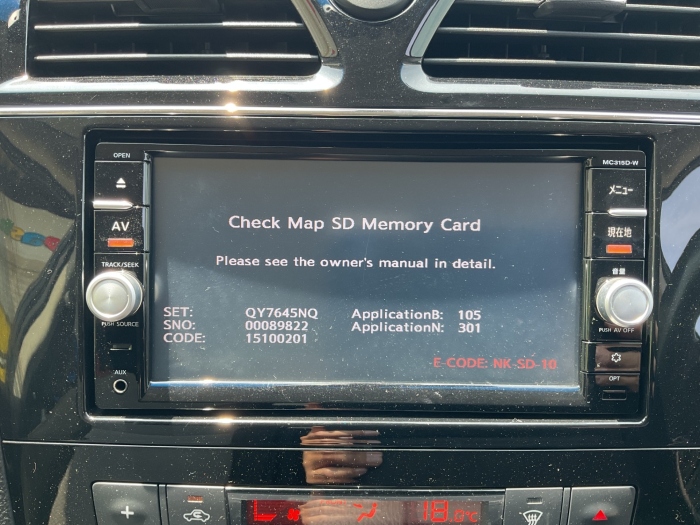 OPEN
MC315D-W
メニュー
AV
現在地
TRACK/SEEK
音量
PUSH SOURCE
PUSH AV OFF
AUX
OPT
Check Map SD Memory Card
Please see the owner's manual in detail.
SET: QY7645NQ ApplicationB: 105
SNO: 00089822 ApplicationN: 301
CODE: 15100201
E-CODE: NK-SD-10
18.0°C